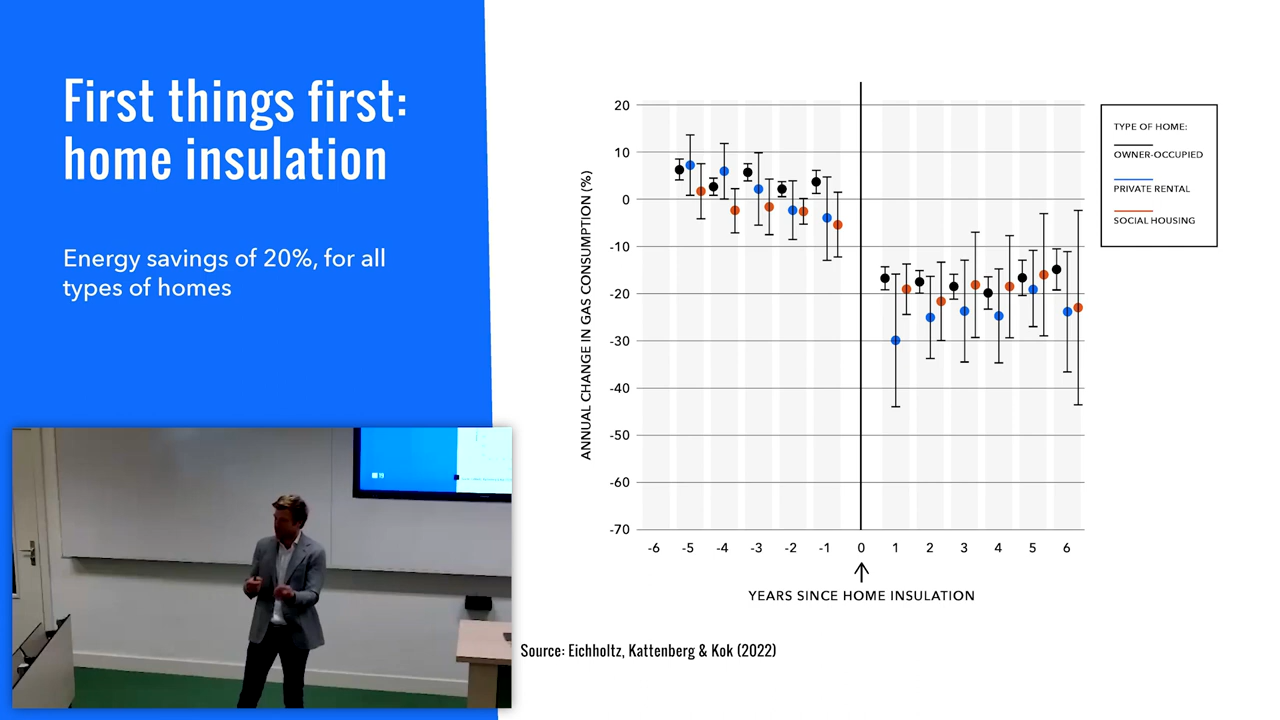 First things first:
home insulation
Energy savings of 20%, for all
types of homes
ANNUAL CHANGE IN GAS CONSUMPTION (%)
20
10
0
-10
-20
-30
-40
-50
-60
-70
-6 -5 -4 -3 -2 -1 0 1 2 3 4 5 6
YEARS SINCE HOME INSULATION
TYPE OF HOME:
OWNER-OCCUPIED
PRIVATE RENTAL
SOCIAL HOUSING
Source: Eichholtz, Kattenberg & Kok (2022)